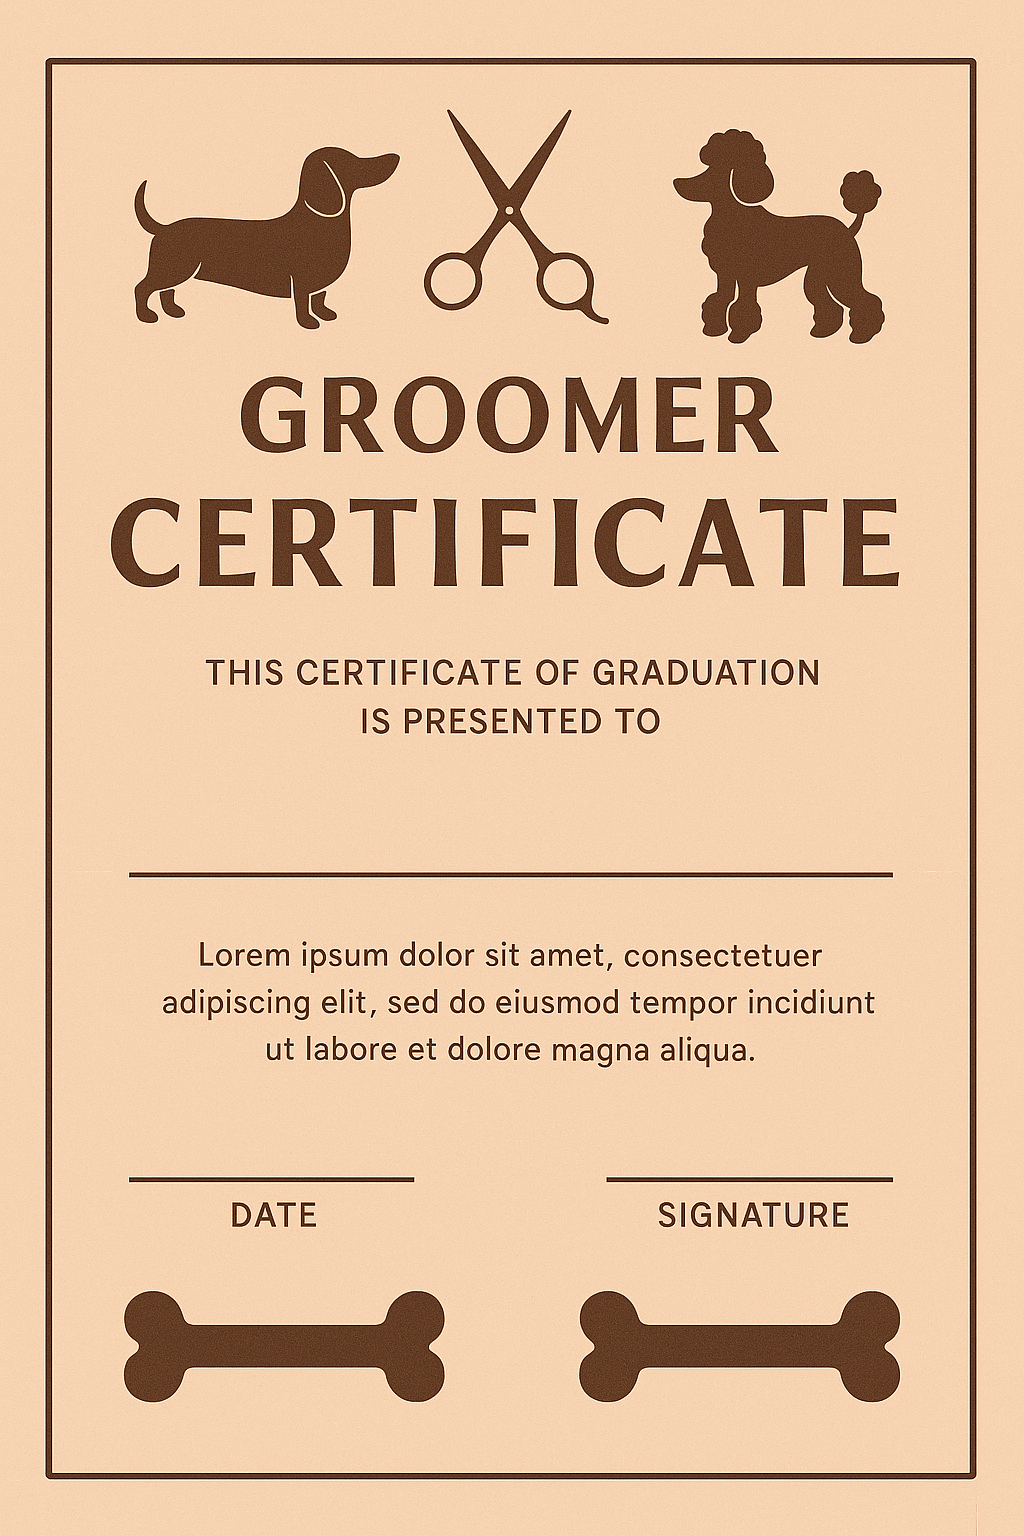 GROOMER
CERTIFICATE
THIS CERTIFICATE OF GRADUATION
IS PRESENTED TO
Lorem ipsum dolor sit amet, consectetuer
adipiscing elit, sed do eiusmod tempor incidiunt
ut labore et dolore magna aliqua.
DATE
SIGNATURE